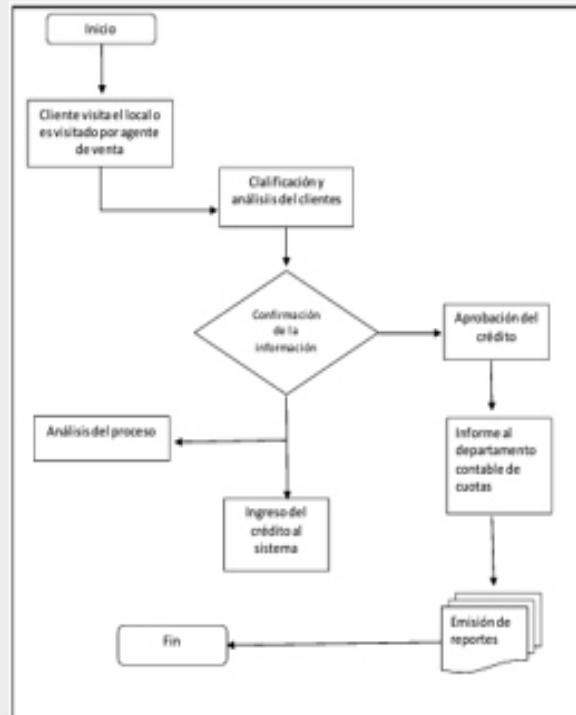 Inicio
Cliente visita el local o
es visitado por agente
de venta
Clalificación y
análisiis del clientes
Confirmación
de la
información
Aprobación del
crédito
Análisis del proceso
Informe al
departamento
contable de
cuotas
Ingreso del
crédito al
sistema
Emisión de
reportes
Fin